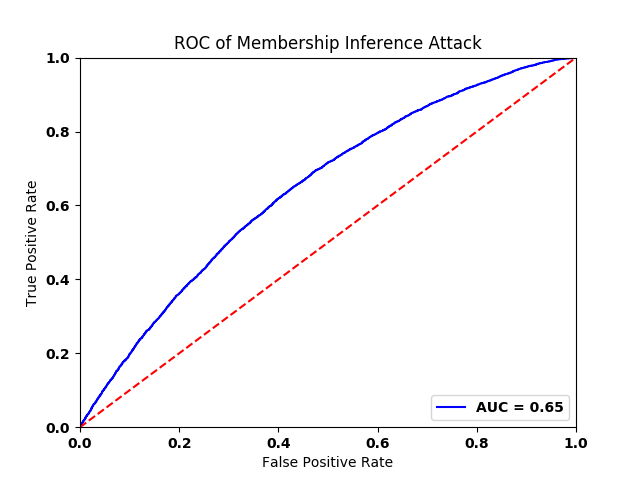 ROC of Membership Inference Attack
True Positive Rate
1.0
0.8
0.6
0.4
0.2
0.0
AUC = 0.65
0.0 0.2 0.4 0.6 0.8 1.0
False Positive Rate